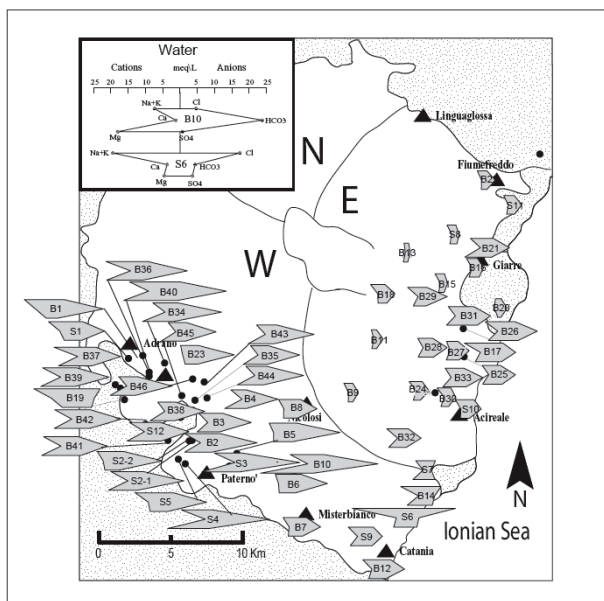 Water
Cations meq\L Anions
25 20 15 10 5 0 5 10 15 20 25
Na+K Cl
Ca B10 HCO3
Mg SO4
Na+K Cl
Ca S6 HCO3
Mg SO4
N
E
W
Linguaglossa
Fiumefreddo
S11
S8
B21
B13
Giarre
B16
B36
B40
B15
B18
B29
B1
B34
B31
S1
B45
B43
B26
Adrano
B37
B23
B35
B11
B28
B27
B17
B39
B46
B44
B33
B25
B19
B38
B4
B8
B9
B24
B30
S10
B42
B3
Nicolosi
Acireale
S12
B2
B5
B32
B41
S2-2
S3
B10
S7
S2-1
Paterno'
B6
B14
S5
S4
Misterbianco
S6
N
B7
S9
Ionian Sea
0 5 10 Km
Catania
B12